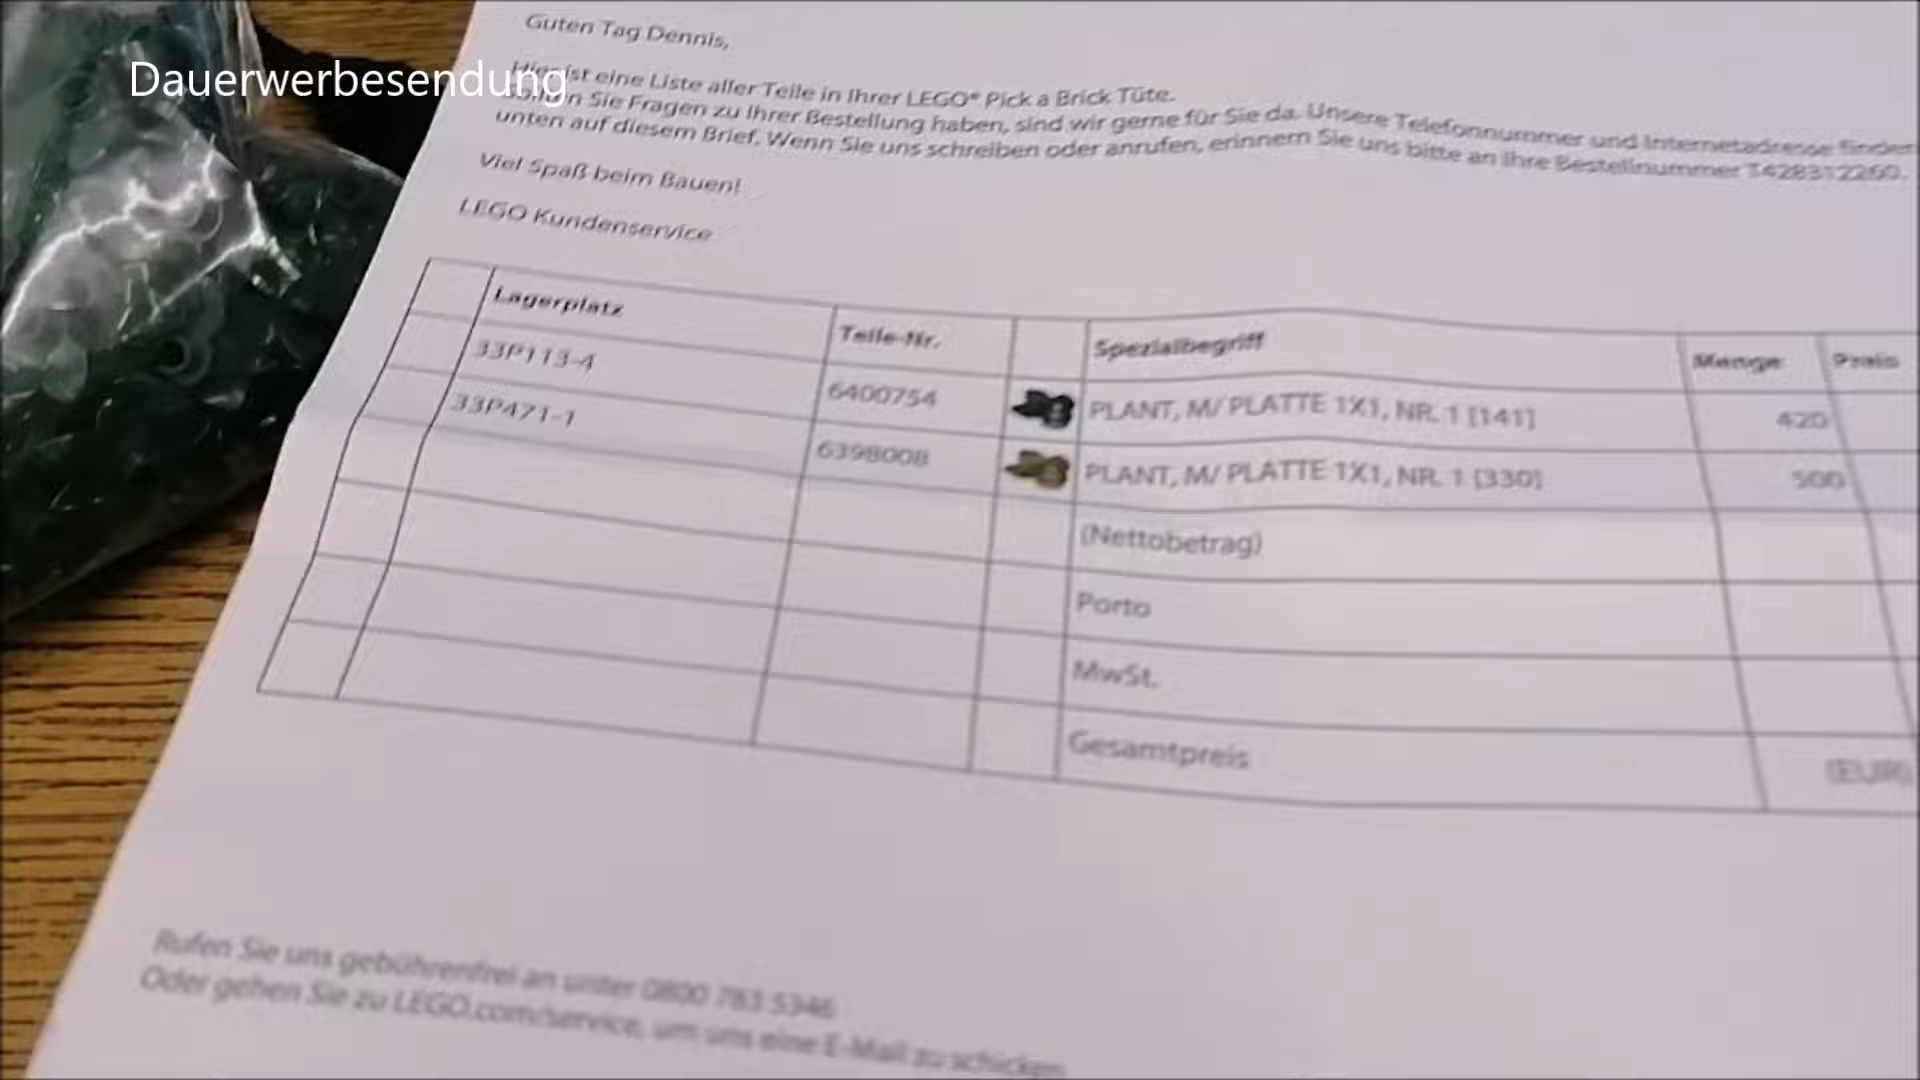 Dauerwerbesendung
Guten Tag Dennis,
Hier ist eine Liste aller Teile in Ihrer LEGO® Pick a Brick Tüte.
Sollten Sie Fragen zu Ihrer Bestellung haben, sind wir gerne für Sie da. Unsere Telefonnummer und Internetadresse finden
unten auf diesem Brief. Wenn Sie uns schreiben oder anrufen, erinnern Sie uns bitte an Ihre Bestellnummer T428312260.
Viel Spaß beim Bauen!
LEGO Kundenservice
Lagerplatz Teile-Nr. Spezialbegriff Menge Preis
33P113-4 6400754 PLANT, M/ PLATTE 1X1, NR. 1 [141] 420
33P471-1 6398008 PLANT, M/ PLATTE 1X1, NR. 1 [330] 500
(Nettobetrag)
Porto
MwSt.
Gesamtpreis (EUR)
Rufen Sie uns gebührenfrei an unter 0800 783 5346
Oder gehen Sie zu LEGO.com/service, um uns eine E-Mail zu schicken